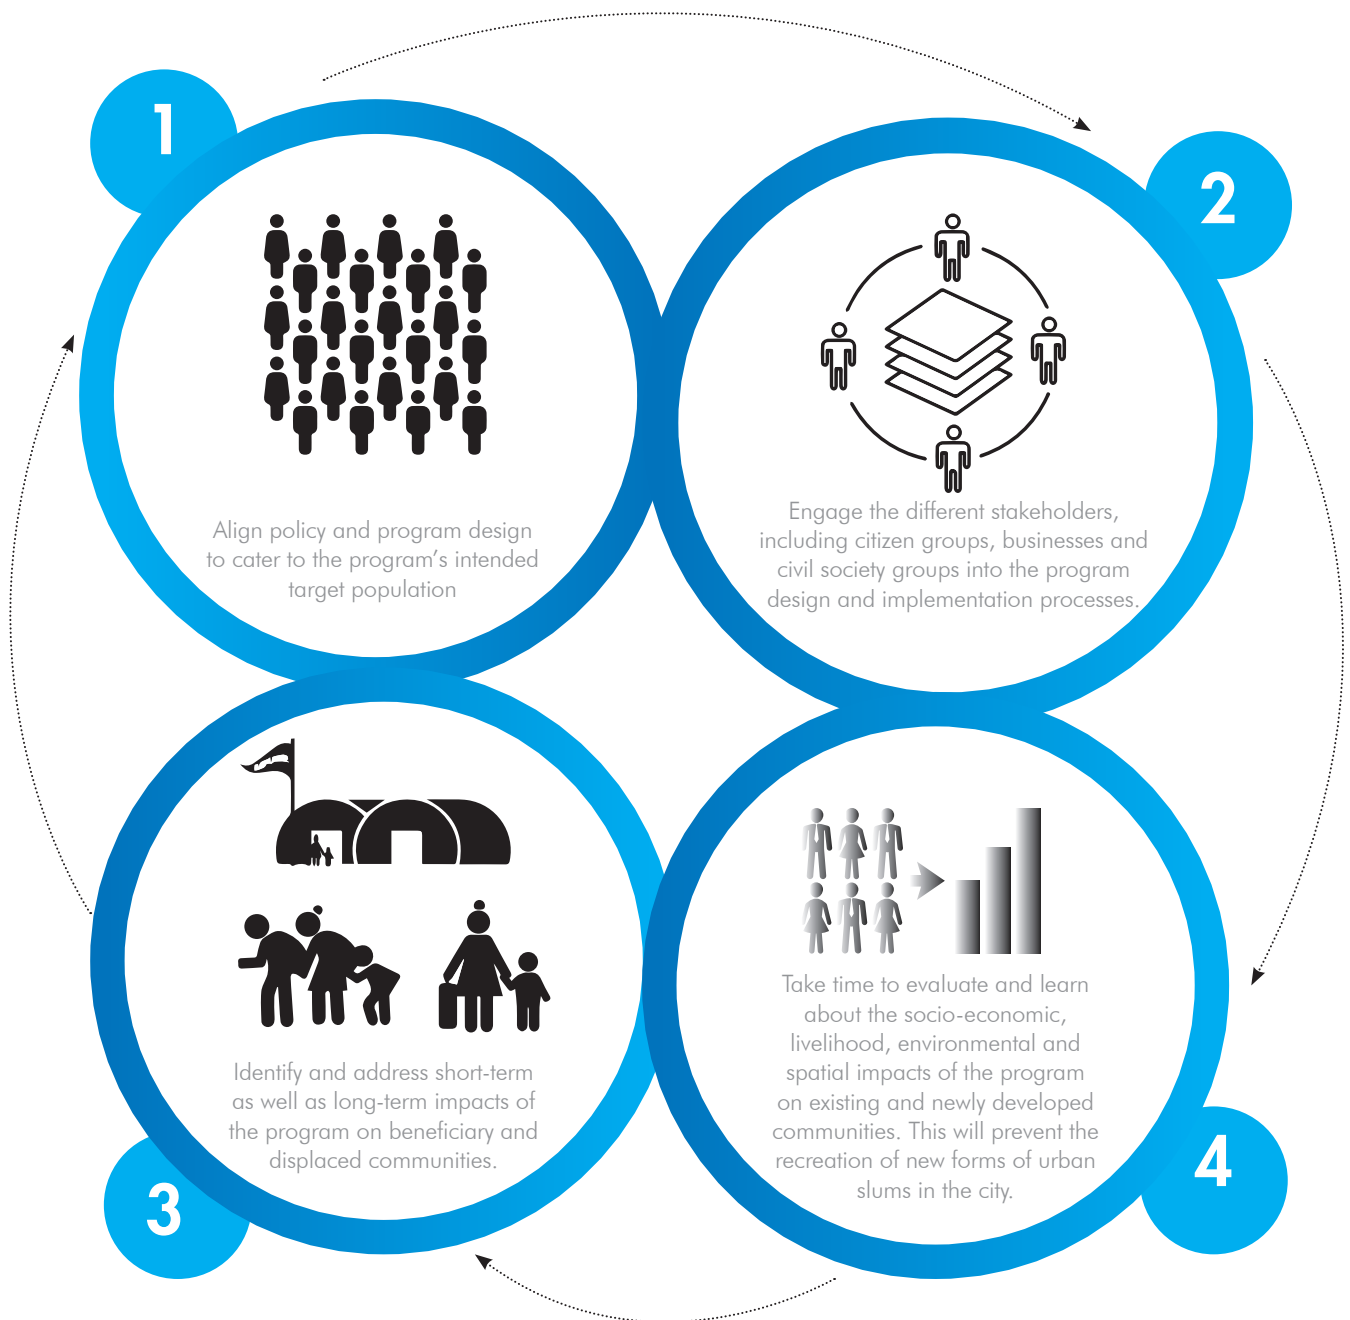 1
Align policy and program design
to cater to the program's intended
target population
2
Engage the different stakeholders,
including citizen groups, businesses and
civil society groups into the program
design and implementation processes.
3
Identify and address short-term
as well as long-term impacts of
the program on beneficiary and
displaced communities.
4
Take time to evaluate and learn
about the socio-economic,
livelihood, environmental and
spatial impacts of the program
on existing and newly developed
communities. This will prevent the
recreation of new forms of urban
slums in the city.